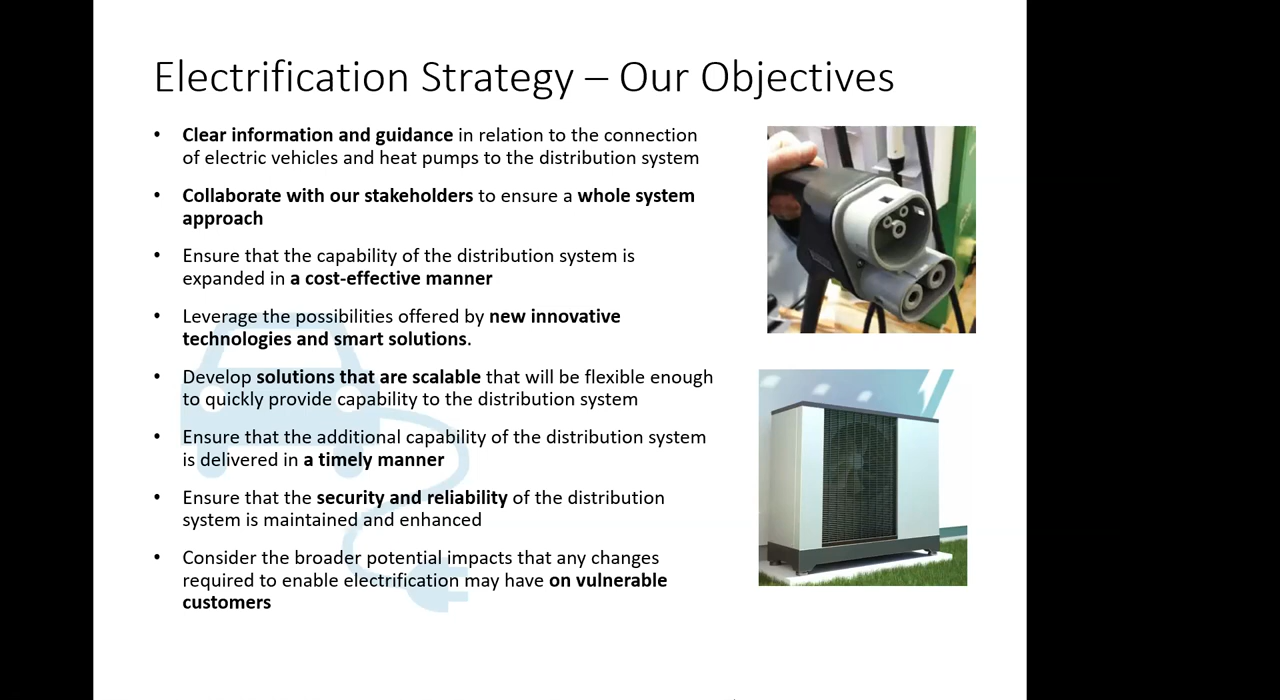 Electrification Strategy – Our Objectives
• Clear information and guidance in relation to the connection
of electric vehicles and heat pumps to the distribution system
• Collaborate with our stakeholders to ensure a whole system
approach
• Ensure that the capability of the distribution system is
expanded in a cost-effective manner
• Leverage the possibilities offered by new innovative
technologies and smart solutions.
• Develop solutions that are scalable that will be flexible enough
to quickly provide capability to the distribution system
• Ensure that the additional capability of the distribution system
is delivered in a timely manner
• Ensure that the security and reliability of the distribution
system is maintained and enhanced
• Consider the broader potential impacts that any changes
required to enable electrification may have on vulnerable
customers